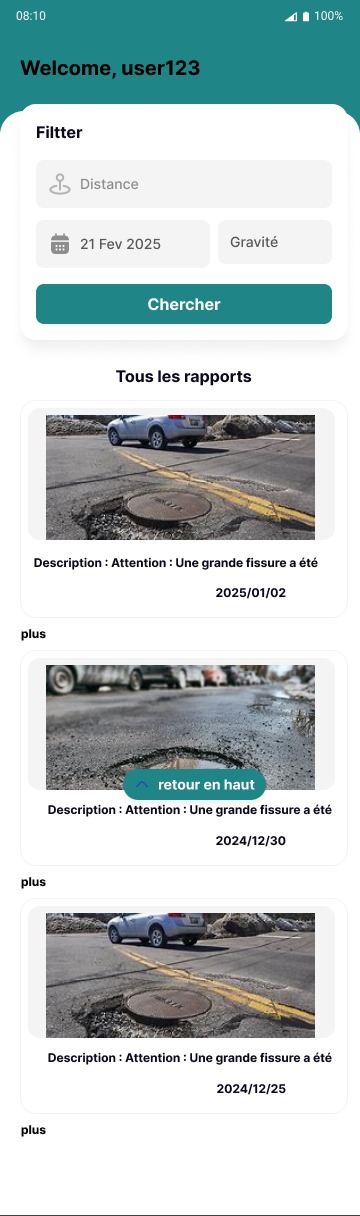 08:10 100%
Welcome, user123
Filtter
Distance
21 Fev 2025 Gravité
Chercher
Tous les rapports
Description : Attention : Une grande fissure a été
2025/01/02
plus
retour en haut
Description : Attention : Une grande fissure a été
2024/12/30
plus
Description : Attention : Une grande fissure a été
2024/12/25
plus